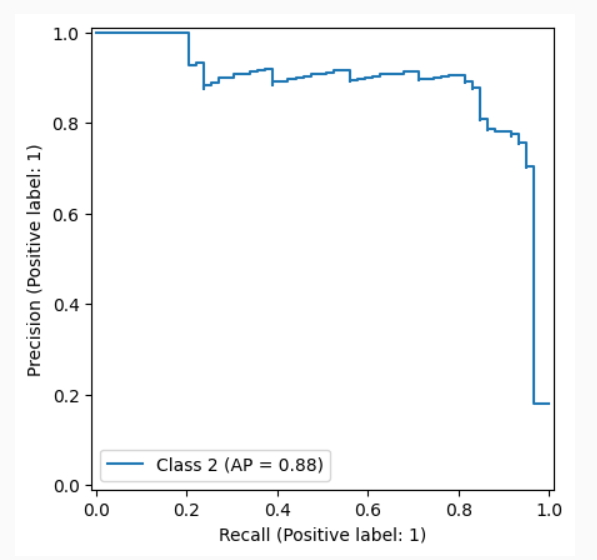 1.0
0.8
0.6
0.4
0.2
0.0
Precision (Positive label: 1)
Class 2 (AP = 0.88)
0.0 0.2 0.4 0.6 0.8 1.0
Recall (Positive label: 1)